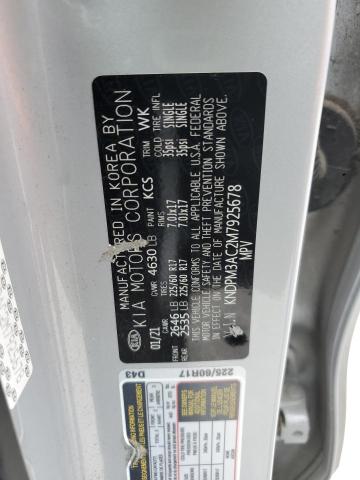 MANUFACTURED IN KOREA BY
KIA MOTORS CORPORATION
01/21 GVWR 4630 LB PAINT KCS TRIM WK
GAWR TIRES RIMS COLD TIRE INFL
FRONT 2646 LB 225/60 R17 7.0JX17 35psi SINGLE
REAR 2535 LB 225/60 R17 7.0JX17 35psi SINGLE
THIS VEHICLE CONFORMS TO ALL APPLICABLE U.S.A. FEDERAL
MOTOR VEHICLE SAFETY AND THEFT PREVENTION STANDARDS
IN EFFECT ON THE DATE OF MANUFACTURE SHOWN ABOVE.
KNDPM3AC2M7925678
MPV
KIA
D43
225/60R17